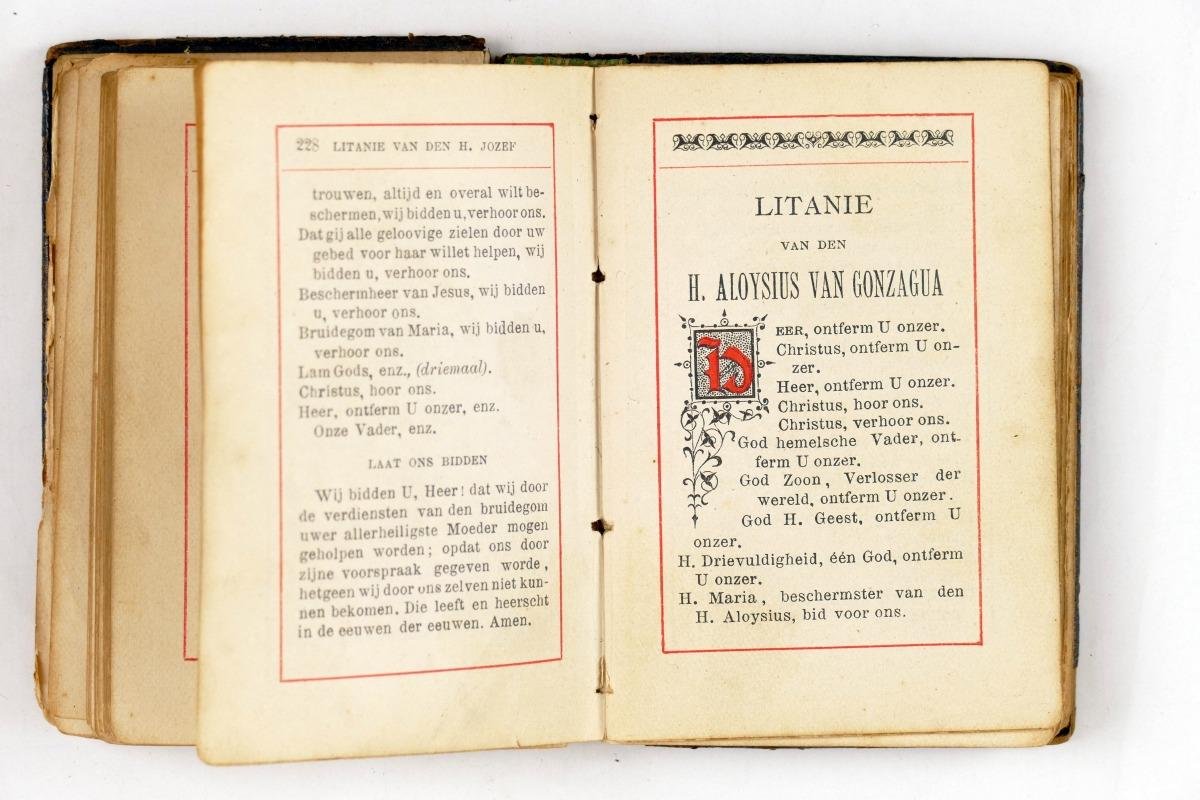 228 LITANIE VAN DEN H. JOZEF
trouwen, altijd en overal wilt be-
schermen, wij bidden u, verhoor ons.
Dat gij alle geloovige zielen door uw
gebed voor haar willet helpen, wij
bidden u, verhoor ons.
Beschermheer van Jesus, wij bidden
u, verhoor ons.
Bruidegom van Maria, wij bidden u,
verhoor ons.
Lam Gods, enz., (driemaal).
Christus, hoor ons.
Heer, ontferm U onzer, enz.
Onze Vader, enz.
LAAT ONS BIDDEN
Wij bidden U, Heer! dat wij door
de verdiensten van den bruidegom
uwer allerheiligste Moeder mogen
geholpen worden; opdat ons door
zijne voorspraak gegeven worde,
hetgeen wij door ons zelven niet kun-
nen bekomen. Die leeft en heerscht
in de eeuwen der eeuwen. Amen.
LITANIE
VAN DEN
H. ALOYSIUS VAN GONZAGUA
HEER, ontferm U onzer.
Christus, ontferm U on-
zer.
Heer, ontferm U onzer.
Christus, hoor ons.
Christus, verhoor ons.
God hemelsche Vader, ont-
ferm U onzer.
God Zoon, Verlosser der
wereld, ontferm U onzer.
God H. Geest, ontferm U
onzer.
H. Drievuldigheid, één God, ontferm
U onzer.
H. Maria, beschermster van den
H. Aloysius, bid voor ons.